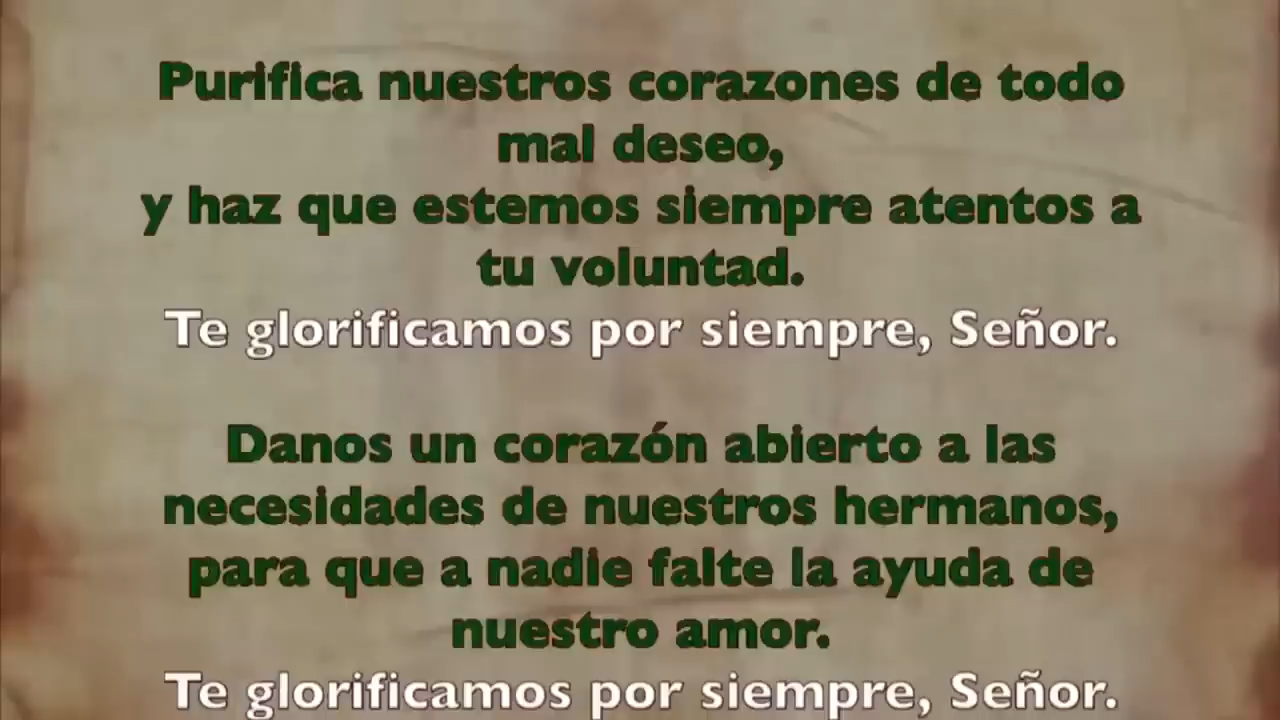 Purifica nuestros corazones de todo
mal deseo,
y haz que estemos siempre atentos a
tu voluntad.
Te glorificamos por siempre, Señor.
Danos un corazón abierto a las
necesidades de nuestros hermanos,
para que a nadie falte la ayuda de
nuestro amor.
Te glorificamos por siempre, Señor.